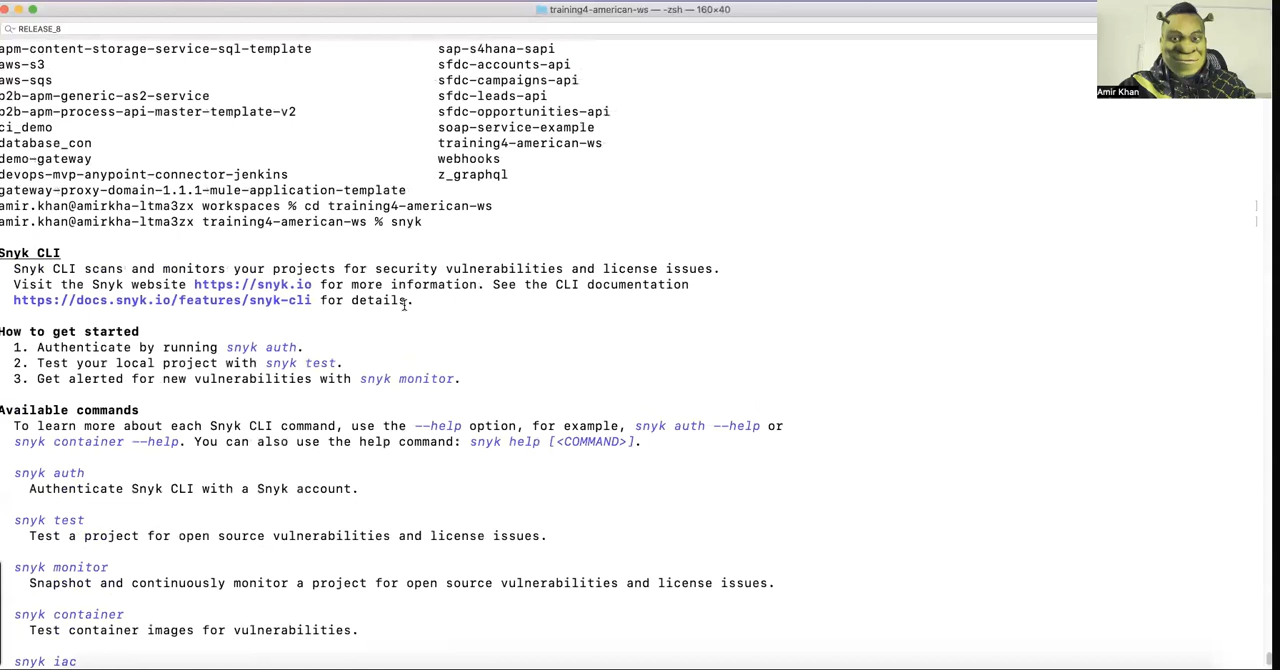 training4-american-ws — -zsh — 160×40
RELEASE_8
Amir Khan
apm-content-storage-service-sql-template sap-s4hana-sapi
aws-s3 sfdc-accounts-api
aws-sqs sfdc-campaigns-api
b2b-apm-generic-as2-service sfdc-leads-api
b2b-apm-process-api-master-template-v2 sfdc-opportunities-api
ci_demo soap-service-example
database_con training4-american-ws
demo-gateway webhooks
devops-mvp-anypoint-connector-jenkins z_graphql
gateway-proxy-domain-1.1.1-mule-application-template
amir.khan@amirkha-ltma3zx workspaces % cd training4-american-ws
amir.khan@amirkha-ltma3zx training4-american-ws % snyk
Snyk CLI
Snyk CLI scans and monitors your projects for security vulnerabilities and license issues.
Visit the Snyk website https://snyk.io for more information. See the CLI documentation
https://docs.snyk.io/features/snyk-cli for details.
How to get started
1. Authenticate by running snyk auth.
2. Test your local project with snyk test.
3. Get alerted for new vulnerabilities with snyk monitor.
Available commands
To learn more about each Snyk CLI command, use the --help option, for example, snyk auth --help or
snyk container --help. You can also use the help command: snyk help [<COMMAND>].
snyk auth
Authenticate Snyk CLI with a Snyk account.
snyk test
Test a project for open source vulnerabilities and license issues.
snyk monitor
Snapshot and continuously monitor a project for open source vulnerabilities and license issues.
snyk container
Test container images for vulnerabilities.
snyk iac